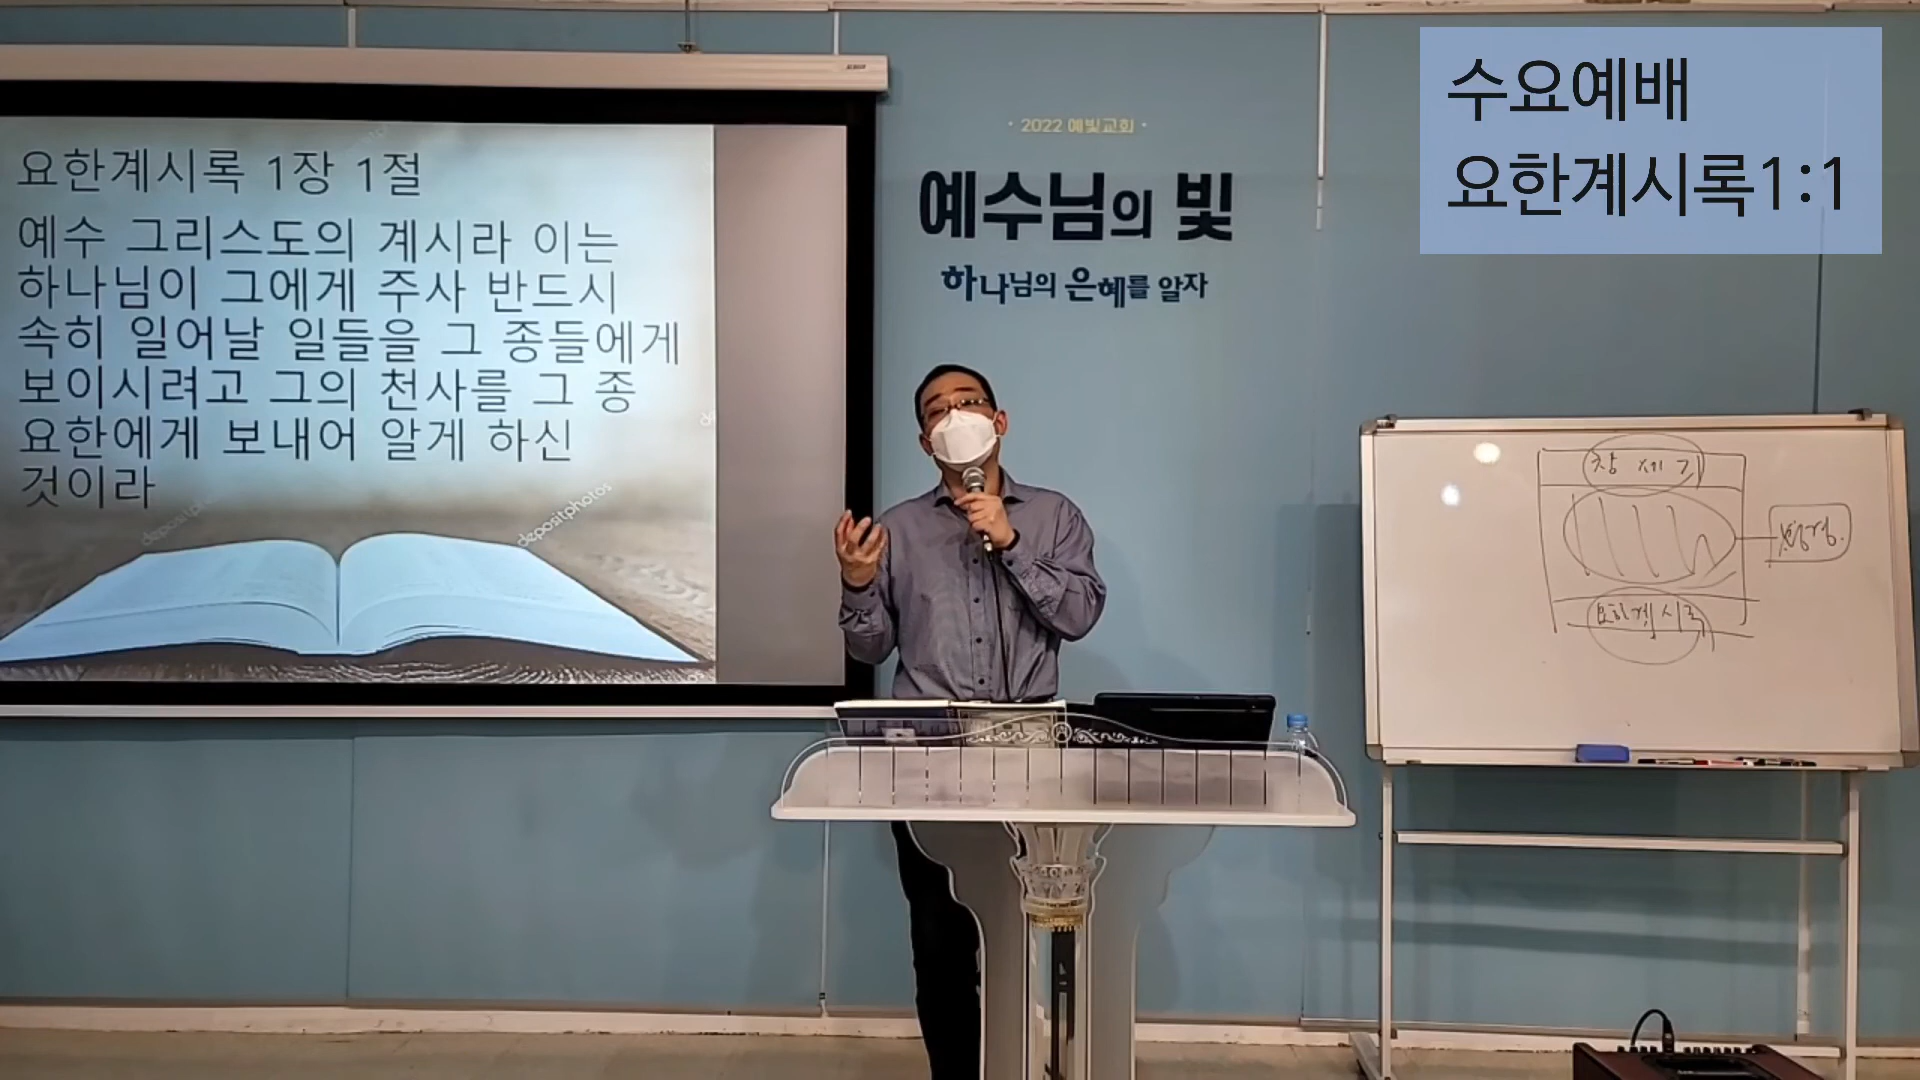 수요예배
요한계시록1:1
요한계시록 1장 1절
예수 그리스도의 계시라 이는
하나님이 그에게 주사 반드시
속히 일어날 일들을 그 종들에게
보이시려고 그의 천사를 그 종
요한에게 보내어 알게 하신
것이라
depositphotos
· 2022 예빛교회 ·
예수님의 빛
하나님의 은혜를 알자
창세기
요한계시록